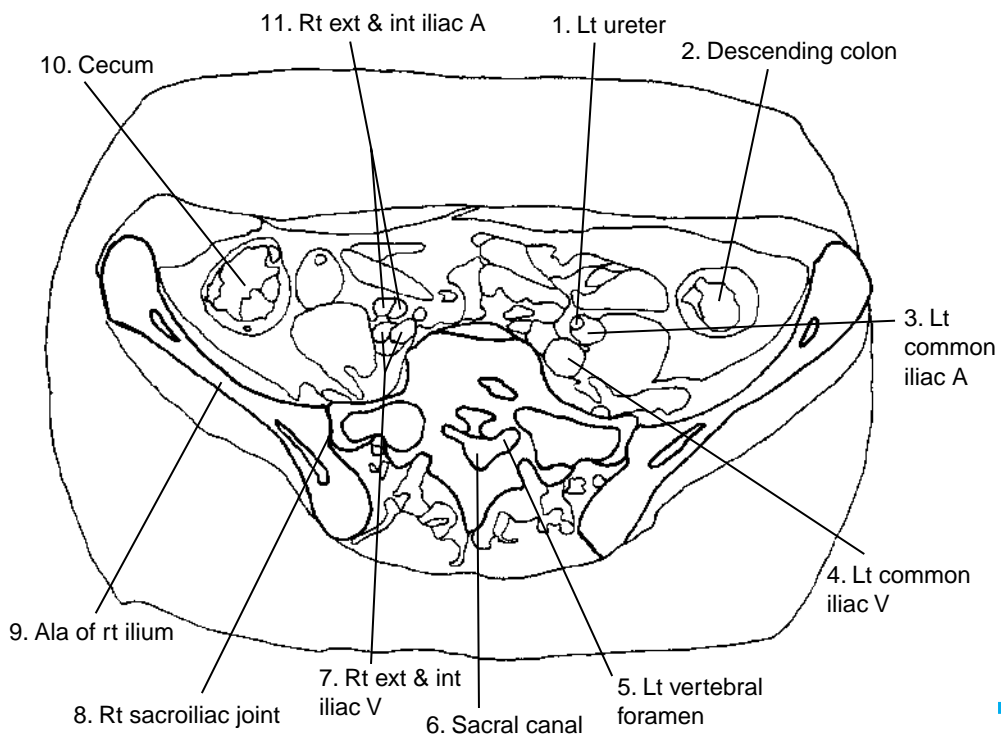 11. Rt ext & int iliac A
1. Lt ureter
2. Descending colon
10. Cecum
3. Lt
common
iliac A
4. Lt common
iliac V
9. Ala of rt ilium
7. Rt ext & int
iliac V
5. Lt vertebral
foramen
8. Rt sacroiliac joint
6. Sacral canal